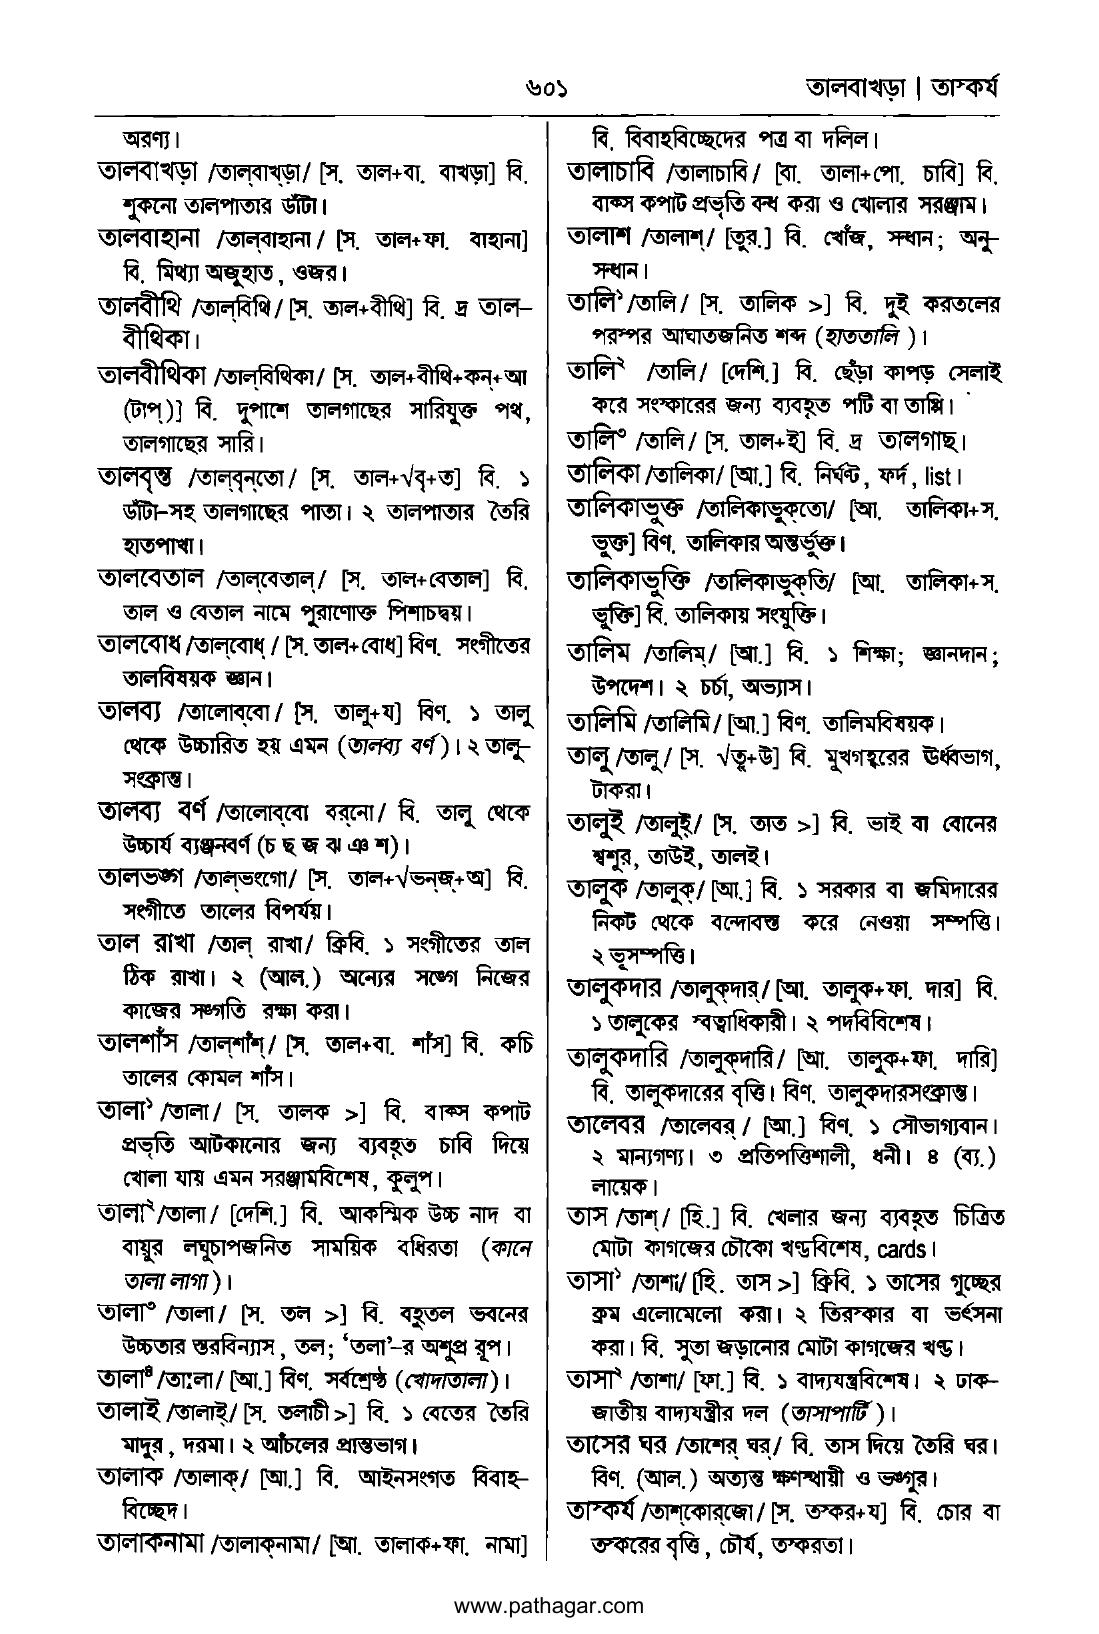 ৬০১
তালবাখড়া | তাস্কর্য
অরণ্য।
তালবাখড়া /তাল্‌বাখ্‌ড়া/ [স. তাল+বা. বাখড়া] বি.
শুকনো তালপাতার ডাঁটা।
তালবাহানা /তাল্‌বাহানা/ [স. তাল+ফা. বাহানা]
বি. মিথ্যা অজুহাত, ওজর।
তালবীথি /তাল্‌বিথি/ [স. তাল+বীথি] বি. দ্র তাল–
বীথিকা।
তালবীথিকা /তাল্‌বিথিকা/ [স. তাল+বীথি+কন্‌+আ
(টাপ্‌)] বি. দুপাশে তালগাছের সারিযুক্ত পথ,
তালগাছের সারি।
তালবৃন্ত /তাল্‌বৃন্‌তো/ [স. তাল+√বৃ+ত] বি. ১
ডাঁটা–সহ তালগাছের পাতা। ২ তালপাতার তৈরি
হাতপাখা।
তালবেতাল /তাল্‌বেতাল্‌/ [স. তাল+বেতাল] বি.
তাল ও বেতাল নামে পুরাণোক্ত পিশাচদ্বয়।
তালবোধ /তাল্‌বোধ্‌/ [স. তাল+বোধ] বিণ. সংগীতের
তালবিষয়ক জ্ঞান।
তালব্য /তালোব্‌বো/ [স. তালু+য] বিণ. ১ তালু
থেকে উচ্চারিত হয় এমন (তালব্য বর্ণ)। ২ তালু–
সংক্রান্ত।
তালব্য বর্ণ /তালোব্‌বো বর্‌নো/ বি. তালু থেকে
উচ্চার্য ব্যঞ্জনবর্ণ (চ ছ জ ঝ ঞ শ)।
তালভঙ্গ /তাল্‌ভংগো/ [স. তাল+√ভন্‌জ্‌+অ] বি.
সংগীতে তালের বিপর্যয়।
তাল রাখা /তাল্‌ রাখা/ ক্রিবি. ১ সংগীতের তাল
ঠিক রাখা। ২ (আল.) অন্যের সঙ্গে নিজের
কাজের সঙ্গতি রক্ষা করা।
তালশাঁস /তাল্‌শাঁশ্‌/ [স. তাল+বা. শাঁস] বি. কচি
তালের কোমল শাঁস।
তালা¹ /তালা/ [স. তালক >] বি. বাক্স কপাট
প্রভৃতি আটকানোর জন্য ব্যবহৃত চাবি দিয়ে
খোলা যায় এমন সরঞ্জামবিশেষ, কুলুপ।
তালা² /তালা/ [দেশি.] বি. আকস্মিক উচ্চ নাদ বা
বায়ুর লঘুচাপজনিত সাময়িক বধিরতা (কানে
তালা লাগা)।
তালা³ /তালা/ [স. তল >] বি. বহুতল ভবনের
উচ্চতার স্তরবিন্যাস, তল; ‘তলা’–র অশুপ্র রূপ।
তালা⁴ /তালা/ [আ.] বিণ. সর্বশ্রেষ্ঠ (খোদাতালা)।
তালাই /তালাই্‌/ [স. তলাচী >] বি. ১ বেতের তৈরি
মাদুর, দরমা। ২ আঁচলের প্রান্তভাগ।
তালাক /তালাক্‌/ [আ.] বি. আইনসংগত বিবাহ–
বিচ্ছেদ।
তালাকনামা /তালাক্‌নামা/ [আ. তালাক+ফা. নামা]
বি. বিবাহবিচ্ছেদের পত্র বা দলিল।
তালাচাবি /তালাচাবি/ [বা. তালা+পো. চাবি] বি.
বাক্স কপাট প্রভৃতি বন্ধ করা ও খোলার সরঞ্জাম।
তালাশ /তালাশ্‌/ [তুর.] বি. খোঁজ, সন্ধান; অনু–
সন্ধান।
তালি¹ /তালি/ [স. তালিক >] বি. দুই করতলের
পরস্পর আঘাতজনিত শব্দ (হাততালি)।
তালি² /তালি/ [দেশি.] বি. ছেঁড়া কাপড় সেলাই
করে সংস্কারের জন্য ব্যবহৃত পটি বা তাপ্পি।
তালি³ /তালি/ [স. তাল+ই] বি. দ্র তালগাছ।
তালিকা /তালিকা/ [আ.] বি. নির্ঘণ্ট, ফর্দ, list।
তালিকাভুক্ত /তালিকাভুক্‌তো/ [আ. তালিকা+স.
ভুক্ত] বিণ. তালিকার অন্তর্ভুক্ত।
তালিকাভুক্তি /তালিকাভুক্‌তি/ [আ. তালিকা+স.
ভুক্তি] বি. তালিকায় সংযুক্তি।
তালিম /তালিম্‌/ [আ.] বি. ১ শিক্ষা; জ্ঞানদান;
উপদেশ। ২ চর্চা, অভ্যাস।
তালিমি /তালিমি/ [আ.] বিণ. তালিমবিষয়ক।
তালু /তালু/ [স. √তৄ+উ] বি. মুখগহ্বরের ঊর্ধ্বভাগ,
টাকরা।
তালুই /তালুই্‌/ [স. তাত >] বি. ভাই বা বোনের
শ্বশুর, তাউই, তালই।
তালুক /তালুক্‌/ [আ.] বি. ১ সরকার বা জমিদারের
নিকট থেকে বন্দোবস্ত করে নেওয়া সম্পত্তি।
২ ভূসম্পত্তি।
তালুকদার /তালুক্‌দার্‌/ [আ. তালুক+ফা. দার] বি.
১ তালুকের স্বত্বাধিকারী। ২ পদবিবিশেষ।
তালুকদারি /তালুক্‌দারি/ [আ. তালুক+ফা. দারি]
বি. তালুকদারের বৃত্তি। বিণ. তালুকদারসংক্রান্ত।
তালেবর /তালেবর্‌/ [আ.] বিণ. ১ সৌভাগ্যবান।
২ মান্যগণ্য। ৩ প্রতিপত্তিশালী, ধনী। ৪ (ব্য.)
লায়েক।
তাস /তাশ্‌/ [হি.] বি. খেলার জন্য ব্যবহৃত চিত্রিত
মোটা কাগজের চৌকো খণ্ডবিশেষ, cards।
তাসা¹ /তাশা/ [হি. তাস >] ক্রিবি. ১ তাসের গুচ্ছের
ক্রম এলোমেলো করা। ২ তিরস্কার বা ভর্ৎসনা
করা। বি. সুতা জড়ানোর মোটা কাগজের খণ্ড।
তাসা² /তাশা/ [ফা.] বি. ১ বাদ্যযন্ত্রবিশেষ। ২ ঢাক–
জাতীয় বাদ্যযন্ত্রীর দল (তাসাপার্টি)।
তাসের ঘর /তাশের্‌ ঘর্‌/ বি. তাস দিয়ে তৈরি ঘর।
বিণ. (আল.) অত্যন্ত ক্ষণস্থায়ী ও ভঙ্গুর।
তাস্কর্য /তাশ্‌কোর্‌জো/ [স. তস্কর+য] বি. চোর বা
তস্করের বৃত্তি, চৌর্য, তস্করতা।
www.pathagar.com